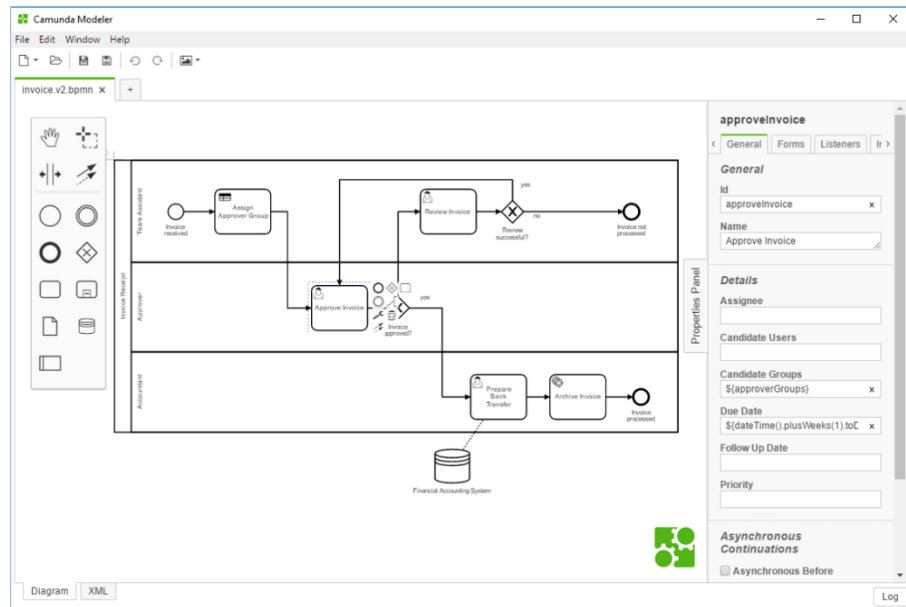 Camunda Modeler
File Edit Window Help
invoice.v2.bpmn x
+
Invoice Receipt
Team Assistant
Invoice
received
Assign
Approver Group
Review Invoice
yes
no
Review
successful?
Invoice not
processed
Approver
Approve Invoice
yes
Invoice
approved?
Accountant
Prepare
Bank
Transfer
Archive Invoice
Invoice
processed
Financial Accounting System
Properties Panel
approveInvoice
General Forms Listeners
General
Id
approveInvoice x
Name
Approve Invoice
Details
Assignee
Candidate Users
Candidate Groups
${approverGroups} x
Due Date
${dateTime().plusWeeks(1).toD x
Follow Up Date
Priority
Asynchronous
Continuations
Asynchronous Before
Diagram XML
Log